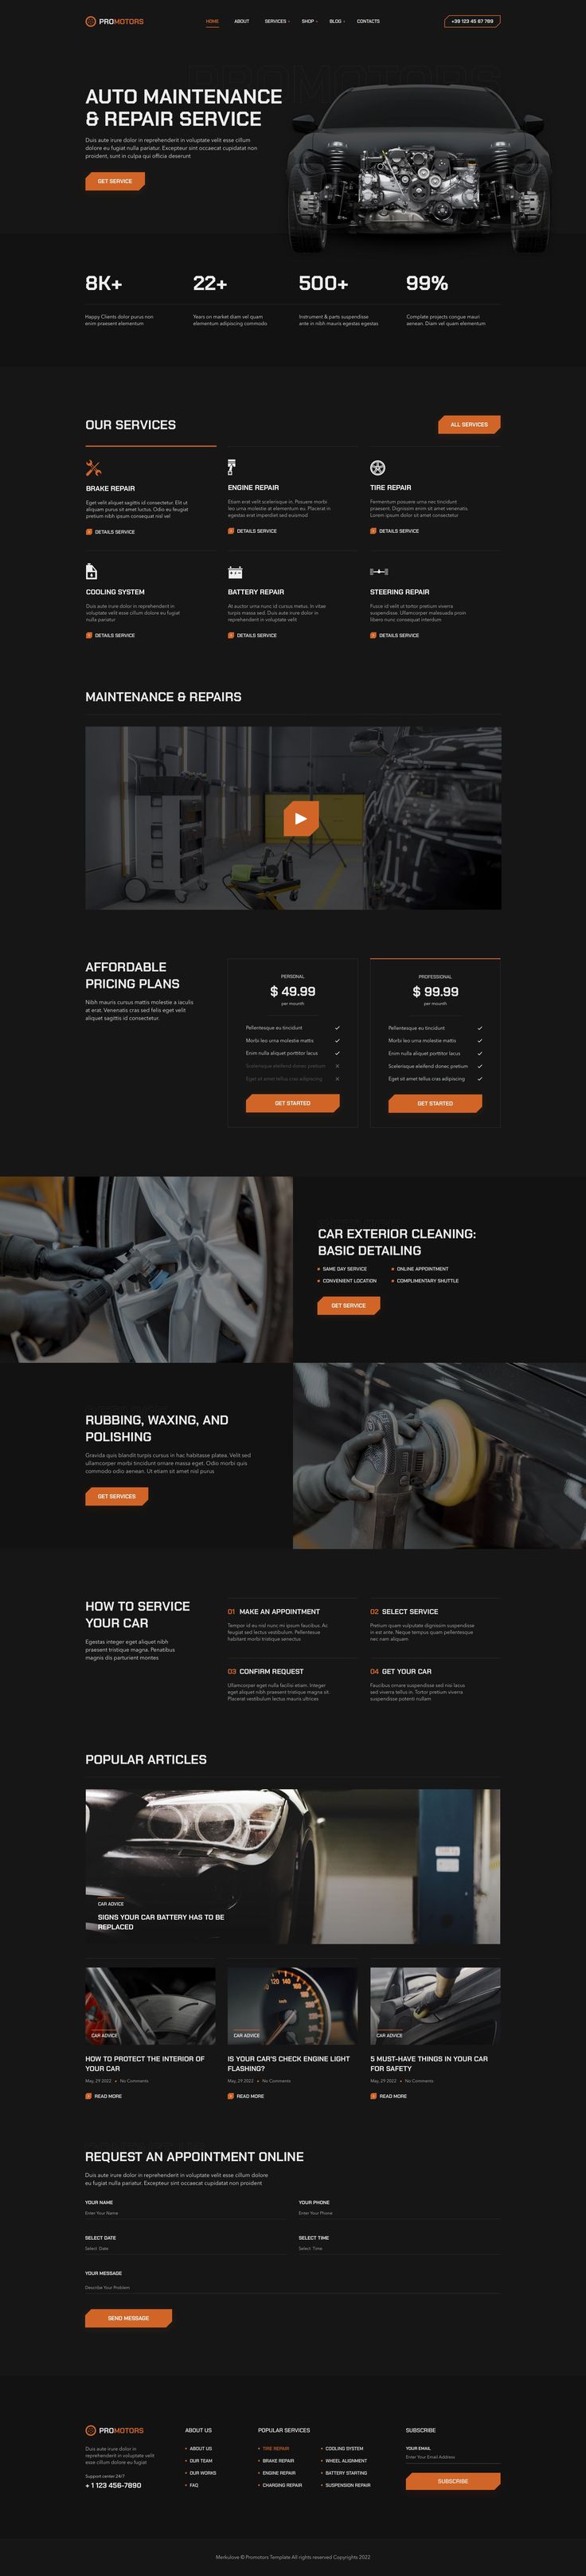 PROMOTORS
HOME
ABOUT
SERVICES
SHOP
BLOG
CONTACTS
+39 123 45 67 789
PROMOTORS
AUTO MAINTENANCE
& REPAIR SERVICE
Duis aute irure dolor in reprehenderit in voluptate velit esse cillum
dolore eu fugiat nulla pariatur. Excepteur sint occaecat cupidatat non
proident, sunt in culpa qui officia deserunt
GET SERVICE
8K+
22+
500+
99%
Happy Clients dolor purus non
enim praesent elementum
Years on market diam vel quam
elementum adipiscing commodo
Instrument & parts suspendisse
ante in nibh mauris egestas egestas
Complate projects congue mauri
aenean. Diam vel quam elementum
OUR SERVICES
ALL SERVICES
BRAKE REPAIR
Eget velit aliquet sagittis id consectetur. Elit ut
aliquam purus sit amet luctus. Odio eu feugiat
pretium nibh ipsum consequat nisl vel
DETAILS SERVICE
ENGINE REPAIR
Etiam erat velit scelerisque in. Posuere morbi
leo urna molestie at elementum eu. Placerat in
egestas erat imperdiet sed euismod
DETAILS SERVICE
TIRE REPAIR
Fermentum posuere urna nec tincidunt
praesent. Dignissim enim sit amet venenatis.
Lorem ipsum dolor sit amet consectetur
DETAILS SERVICE
COOLING SYSTEM
Duis aute irure dolor in reprehenderit in
voluptate velit esse cillum dolore eu fugiat
nulla pariatur
DETAILS SERVICE
BATTERY REPAIR
At auctor urna nunc id cursus metus. In vitae
turpis massa sed. Duis aute irure dolor in
reprehenderit in voluptate velit
DETAILS SERVICE
STEERING REPAIR
Fusce id velit ut tortor pretium viverra
suspendisse. Ullamcorper malesuada proin
libero nunc consequat interdum
DETAILS SERVICE
MAINTENANCE & REPAIRS
AFFORDABLE
PRICING PLANS
Nibh mauris cursus mattis molestie a iaculis
at erat. Venenatis cras sed felis eget velit
aliquet sagittis id consectetur.
PERSONAL
$ 49.99
per mounth
Pellentesque eu tincidunt
Morbi leo urna molestie mattis
Enim nulla aliquet porttitor lacus
Scelerisque eleifend donec pretium
Eget sit amet tellus cras adipiscing
GET STARTED
PROFESSIONAL
$ 99.99
per mounth
Pellentesque eu tincidunt
Morbi leo urna molestie mattis
Enim nulla aliquet porttitor lacus
Scelerisque eleifend donec pretium
Eget sit amet tellus cras adipiscing
GET STARTED
CAR EXTERIOR CLEANING:
BASIC DETAILING
SAME DAY SERVICE
ONLINE APPOINTMENT
CONVENIENT LOCATION
COMPLIMENTARY SHUTTLE
GET SERVICE
RUBBING, WAXING, AND
POLISHING
Gravida quis blandit turpis cursus in hac habitasse platea. Velit sed
ullamcorper morbi tincidunt ornare massa eget. Odio morbi quis
commodo odio aenean. Ut etiam sit amet nisl purus
GET SERVICES
HOW TO SERVICE
YOUR CAR
Egestas integer eget aliquet nibh
praesent tristique magna. Penatibus
magnis dis parturient montes
01 MAKE AN APPOINTMENT
Tempor id eu nisl nunc mi ipsum faucibus. Ac
feugiat sed lectus vestibulum. Pellentesque
habitant morbi tristique senectus
02 SELECT SERVICE
Pretium quam vulputate dignissim suspendisse
in est ante. Neque tempus quam pellentesque
nec nam aliquam
03 CONFIRM REQUEST
Ullamcorper eget nulla facilisi etiam. Integer
eget aliquet nibh praesent tristique magna sit.
Placerat vestibulum lectus mauris ultrices
04 GET YOUR CAR
Faucibus ornare suspendisse sed nisi lacus
sed viverra tellus in. Tortor pretium viverra
suspendisse potenti nullam
POPULAR ARTICLES
CAR ADVICE
SIGNS YOUR CAR BATTERY HAS TO BE
REPLACED
CAR ADVICE
HOW TO PROTECT THE INTERIOR OF
YOUR CAR
May, 29 2022 • No Comments
READ MORE
120 140 160
CAR ADVICE
IS YOUR CAR'S CHECK ENGINE LIGHT
FLASHING?
May, 29 2022 • No Comments
READ MORE
CAR ADVICE
5 MUST-HAVE THINGS IN YOUR CAR
FOR SAFETY
May, 29 2022 • No Comments
READ MORE
REQUEST AN APPOINTMENT ONLINE
Duis aute irure dolor in reprehenderit in voluptate velit esse cillum dolore
eu fugiat nulla pariatur. Excepteur sint occaecat cupidatat non proident
YOUR NAME
Enter Your Name
YOUR PHONE
Enter Your Phone
SELECT DATE
Select Date
SELECT TIME
Select Time
YOUR MESSAGE
Describe Your Problem
SEND MESSAGE
PROMOTORS
Duis aute irure dolor in
reprehenderit in voluptate velit
esse cillum dolore eu fugiat
Support center 24/7
+ 1 123 456-7890
ABOUT US
ABOUT US
OUR TEAM
OUR WORKS
FAQ
POPULAR SERVICES
TIRE REPAIR
BRAKE REPAIR
ENGINE REPAIR
CHARGING REPAIR
COOLING SYSTEM
WHEEL ALIGNMENT
BATTERY STARTING
SUSPENSION REPAIR
SUBSCRIBE
YOUR EMAIL
Enter Your Email Address
SUBSCRIBE
Merkulove © Promotors Template All rights reserved Copyrights 2022